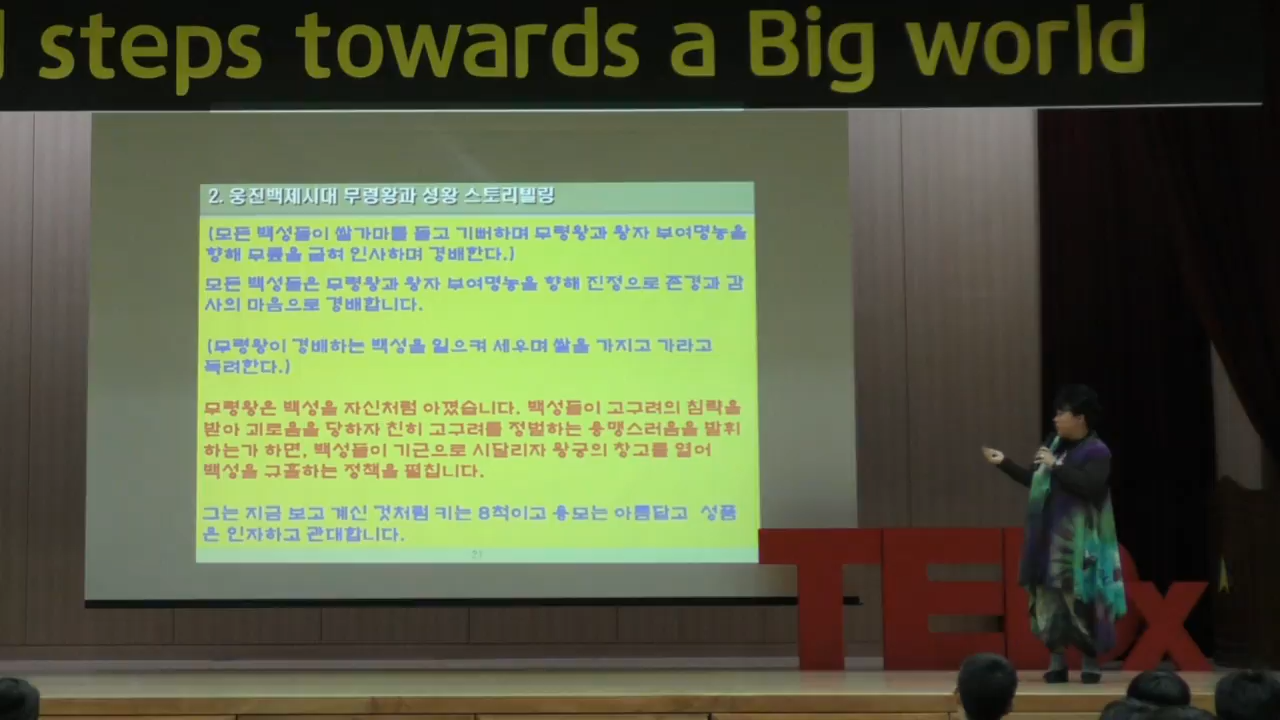 steps towards a Big world
2. 웅진백제시대 무령왕과 성왕 스토리텔링
(모든 백성들이 쌀가마를 들고 기뻐하며 무령왕과 왕자 부여명농을
향해 무릎을 굽혀 인사하며 경배한다.)
모든 백성들은 무령왕과 왕자 부여명농을 향해 진정으로 존경과 감
사의 마음으로 경배합니다.
(무령왕이 경배하는 백성을 일으켜 세우며 쌀을 가지고 가라고
독려한다.)
무령왕은 백성을 자신처럼 아꼈습니다. 백성들이 고구려의 침략을
받아 괴로움을 당하자 친히 고구려를 정벌하는 용맹스러움을 발휘
하는가 하면, 백성들이 기근으로 시달리자 왕궁의 창고를 열어
백성을 규휼하는 정책을 펼칩니다.
그는 지금 보고 계신 것처럼 키는 8척이고 용모는 아름답고 성품
은 인자하고 관대합니다.
TEDx